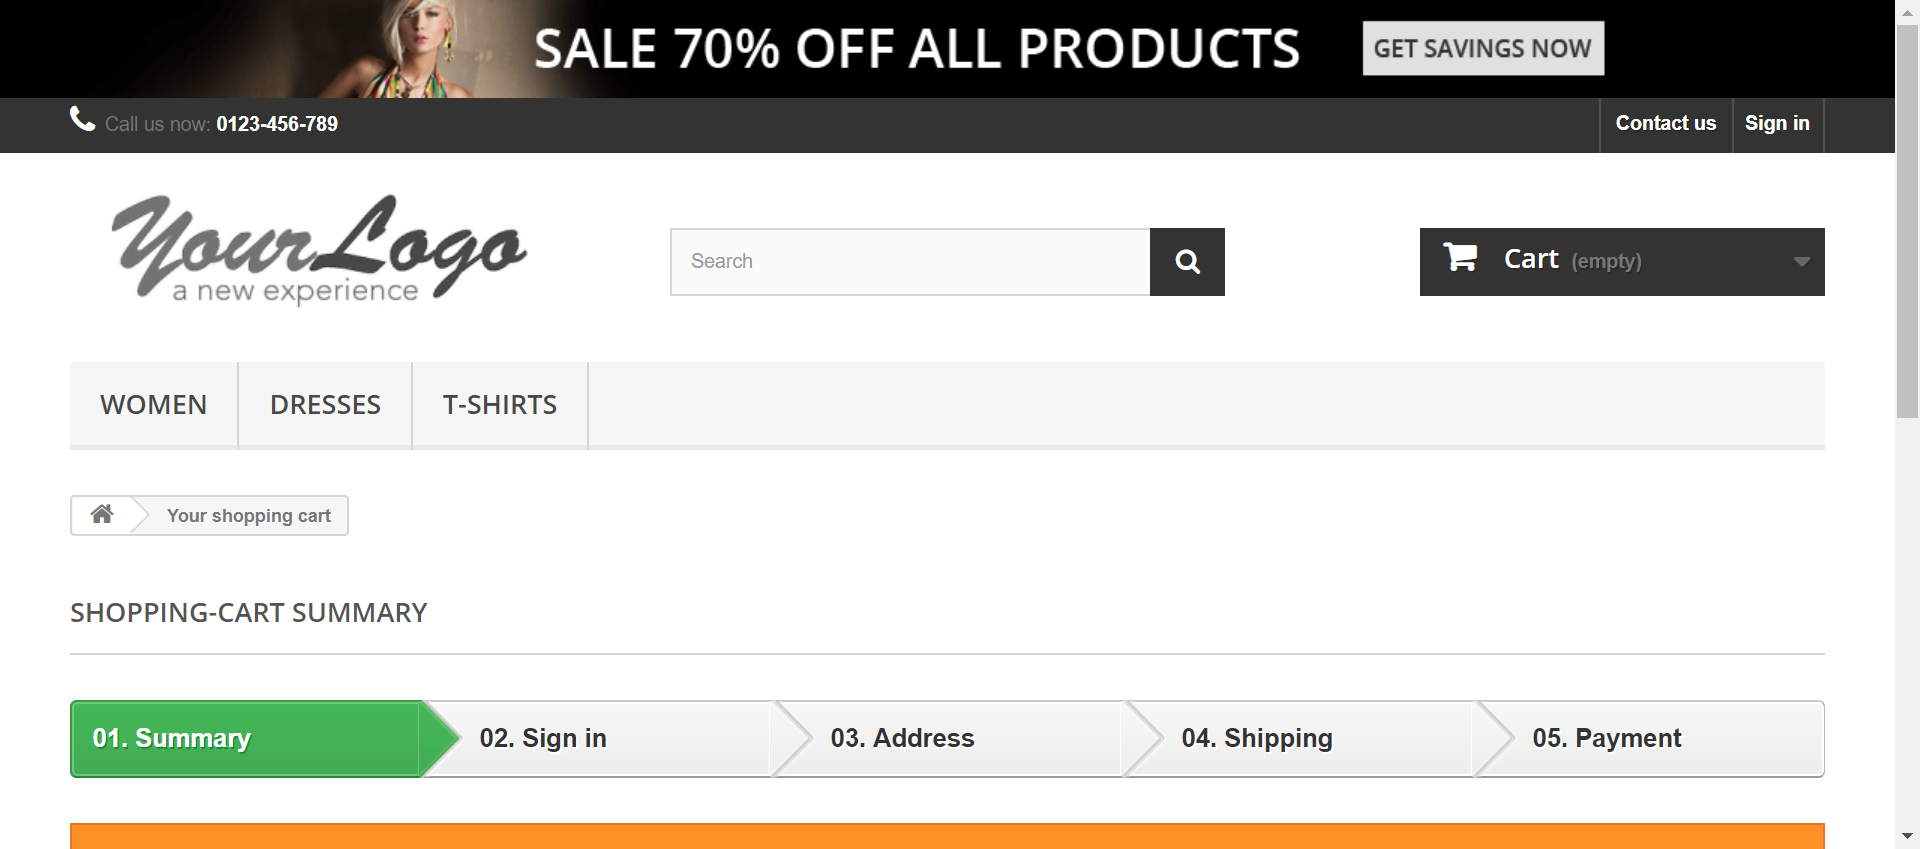 SALE 70% OFF ALL PRODUCTS GET SAVINGS NOW
Call us now: 0123-456-789 Contact us Sign in
Your Logo
a new experience
Search
Cart (empty)
WOMEN DRESSES T-SHIRTS
Your shopping cart
SHOPPING-CART SUMMARY
01. Summary 02. Sign in 03. Address 04. Shipping 05. Payment